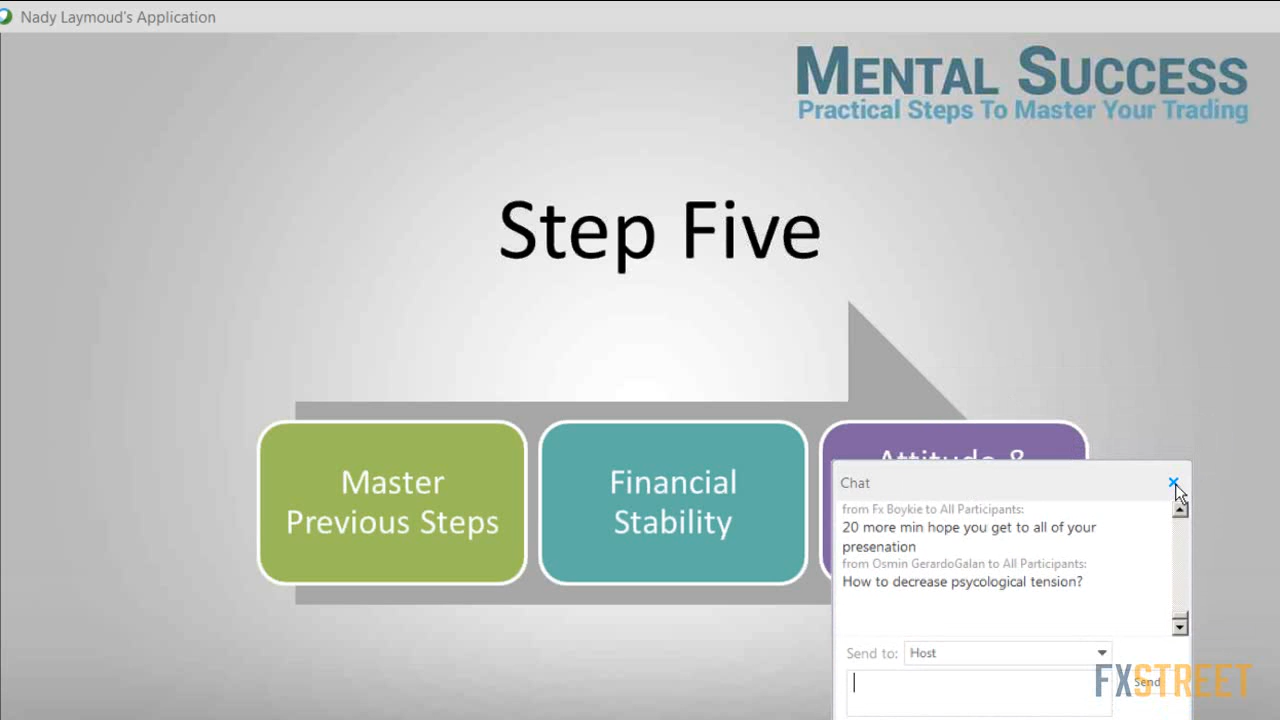 Nady Laymoud's Application
MENTAL SUCCESS
Practical Steps To Master Your Trading
Step Five
Master
Previous Steps
Financial
Stability
Attitude &
Chat
from Fx Boykie to All Participants:
20 more min hope you get to all of your
presenation
from Osmin GerardoGalan to All Participants:
How to decrease psycological tension?
Send to: Host
Send
FXSTREET